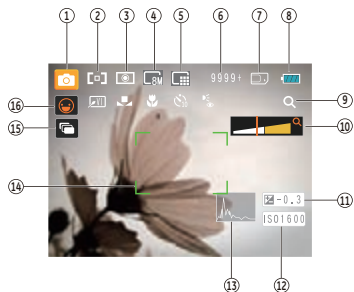 ① ② ③ ④ ⑤ ⑥ ⑦ ⑧
8M 9999+
⑯ ⑨
⑮ ⑩
⑭
-0.3 ⑪
ISO1600
⑬ ⑫